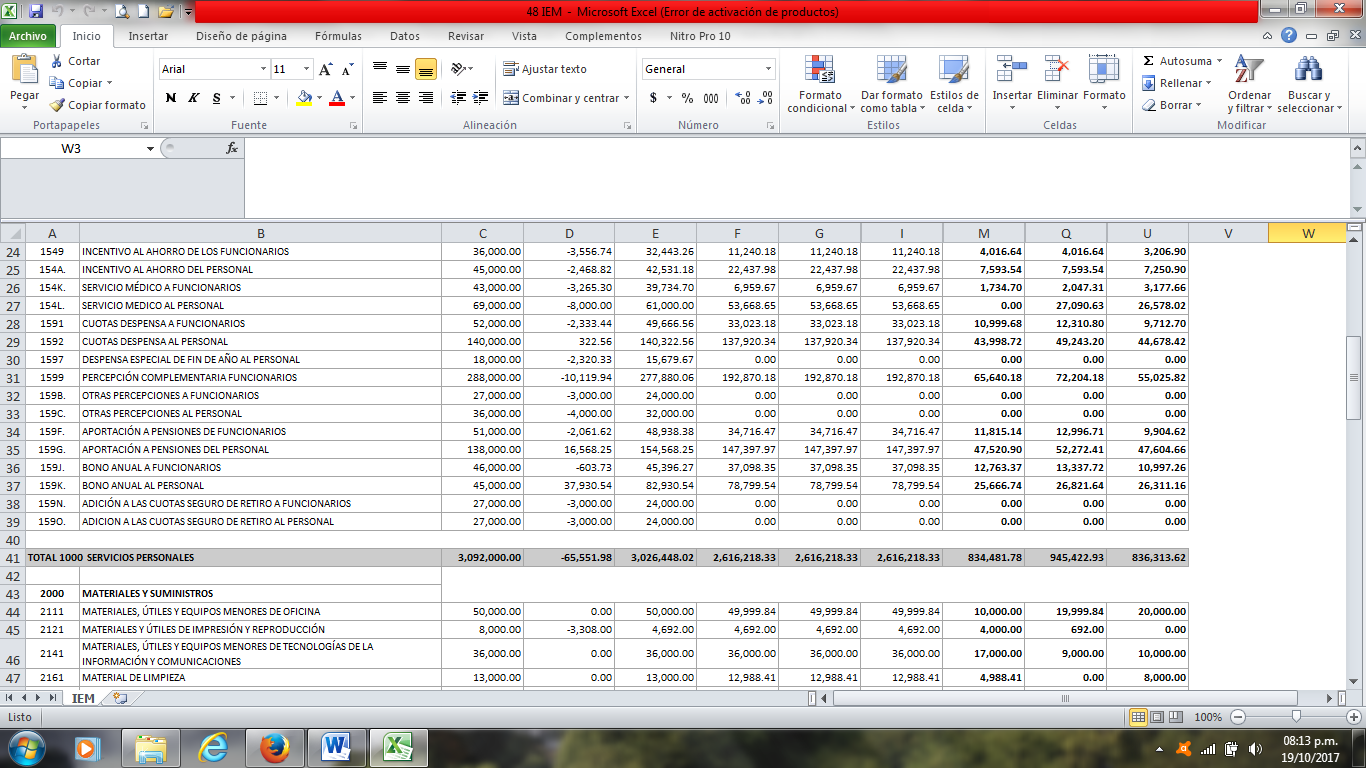 48 IEM - Microsoft Excel (Error de activación de productos)
Archivo Inicio Insertar Diseño de página Fórmulas Datos Revisar Vista Complementos Nitro Pro 10
Pegar Cortar Copiar Copiar formato Portapapeles
Arial 11 A A N K S A Fuente
Ajustar texto Combinar y centrar Alineación
General $ % 000 Número
Formato condicional Dar formato como tabla Estilos de celda Estilos
Insertar Eliminar Formato Celdas
Σ Autosuma Rellenar Borrar Ordenar y filtrar Buscar y seleccionar Modificar
W3 fx
A B C D E F G I M Q U V W
24 1549 INCENTIVO AL AHORRO DE LOS FUNCIONARIOS 36,000.00 -3,556.74 32,443.26 11,240.18 11,240.18 11,240.18 4,016.64 4,016.64 3,206.90
25 154A. INCENTIVO AL AHORRO DEL PERSONAL 45,000.00 -2,468.82 42,531.18 22,437.98 22,437.98 22,437.98 7,593.54 7,593.54 7,250.90
26 154K. SERVICIO MÉDICO A FUNCIONARIOS 43,000.00 -3,265.30 39,734.70 6,959.67 6,959.67 6,959.67 1,734.70 2,047.31 3,177.66
27 154L. SERVICIO MEDICO AL PERSONAL 69,000.00 -8,000.00 61,000.00 53,668.65 53,668.65 53,668.65 0.00 27,090.63 26,578.02
28 1591 CUOTAS DESPENSA A FUNCIONARIOS 52,000.00 -2,333.44 49,666.56 33,023.18 33,023.18 33,023.18 10,999.68 12,310.80 9,712.70
29 1592 CUOTAS DESPENSA AL PERSONAL 140,000.00 322.56 140,322.56 137,920.34 137,920.34 137,920.34 43,998.72 49,243.20 44,678.42
30 1597 DESPENSA ESPECIAL DE FIN DE AÑO AL PERSONAL 18,000.00 -2,320.33 15,679.67 0.00 0.00 0.00 0.00 0.00 0.00
31 1599 PERCEPCIÓN COMPLEMENTARIA FUNCIONARIOS 288,000.00 -10,119.94 277,880.06 192,870.18 192,870.18 192,870.18 65,640.18 72,204.18 55,025.82
32 159B. OTRAS PERCEPCIONES A FUNCIONARIOS 27,000.00 -3,000.00 24,000.00 0.00 0.00 0.00 0.00 0.00 0.00
33 159C. OTRAS PERCEPCIONES AL PERSONAL 36,000.00 -4,000.00 32,000.00 0.00 0.00 0.00 0.00 0.00 0.00
34 159F. APORTACIÓN A PENSIONES DE FUNCIONARIOS 51,000.00 -2,061.62 48,938.38 34,716.47 34,716.47 34,716.47 11,815.14 12,996.71 9,904.62
35 159G. APORTACIÓN A PENSIONES DEL PERSONAL 138,000.00 16,568.25 154,568.25 147,397.97 147,397.97 147,397.97 47,520.90 52,272.41 47,604.66
36 159J. BONO ANUAL A FUNCIONARIOS 46,000.00 -603.73 45,396.27 37,098.35 37,098.35 37,098.35 12,763.37 13,337.72 10,997.26
37 159K. BONO ANUAL AL PERSONAL 45,000.00 37,930.54 82,930.54 78,799.54 78,799.54 78,799.54 25,666.74 26,821.64 26,311.16
38 159N. ADICIÓN A LAS CUOTAS SEGURO DE RETIRO A FUNCIONARIOS 27,000.00 -3,000.00 24,000.00 0.00 0.00 0.00 0.00 0.00 0.00
39 159O. ADICION A LAS CUOTAS SEGURO DE RETIRO AL PERSONAL 27,000.00 -3,000.00 24,000.00 0.00 0.00 0.00 0.00 0.00 0.00
40
41 TOTAL 1000 SERVICIOS PERSONALES 3,092,000.00 -65,551.98 3,026,448.02 2,616,218.33 2,616,218.33 2,616,218.33 834,481.78 945,422.93 836,313.62
42
43 2000 MATERIALES Y SUMINISTROS
44 2111 MATERIALES, ÚTILES Y EQUIPOS MENORES DE OFICINA 50,000.00 0.00 50,000.00 49,999.84 49,999.84 49,999.84 10,000.00 19,999.84 20,000.00
45 2121 MATERIALES Y ÚTILES DE IMPRESIÓN Y REPRODUCCIÓN 8,000.00 -3,308.00 4,692.00 4,692.00 4,692.00 4,692.00 4,000.00 692.00 0.00
46 2141 MATERIALES, ÚTILES Y EQUIPOS MENORES DE TECNOLOGÍAS DE LA
INFORMACIÓN Y COMUNICACIONES 36,000.00 0.00 36,000.00 36,000.00 36,000.00 36,000.00 17,000.00 9,000.00 10,000.00
47 2161 MATERIAL DE LIMPIEZA 13,000.00 0.00 13,000.00 12,988.41 12,988.41 12,988.41 4,988.41 0.00 8,000.00
IEM
Listo 100%
08:13 p.m.
19/10/2017